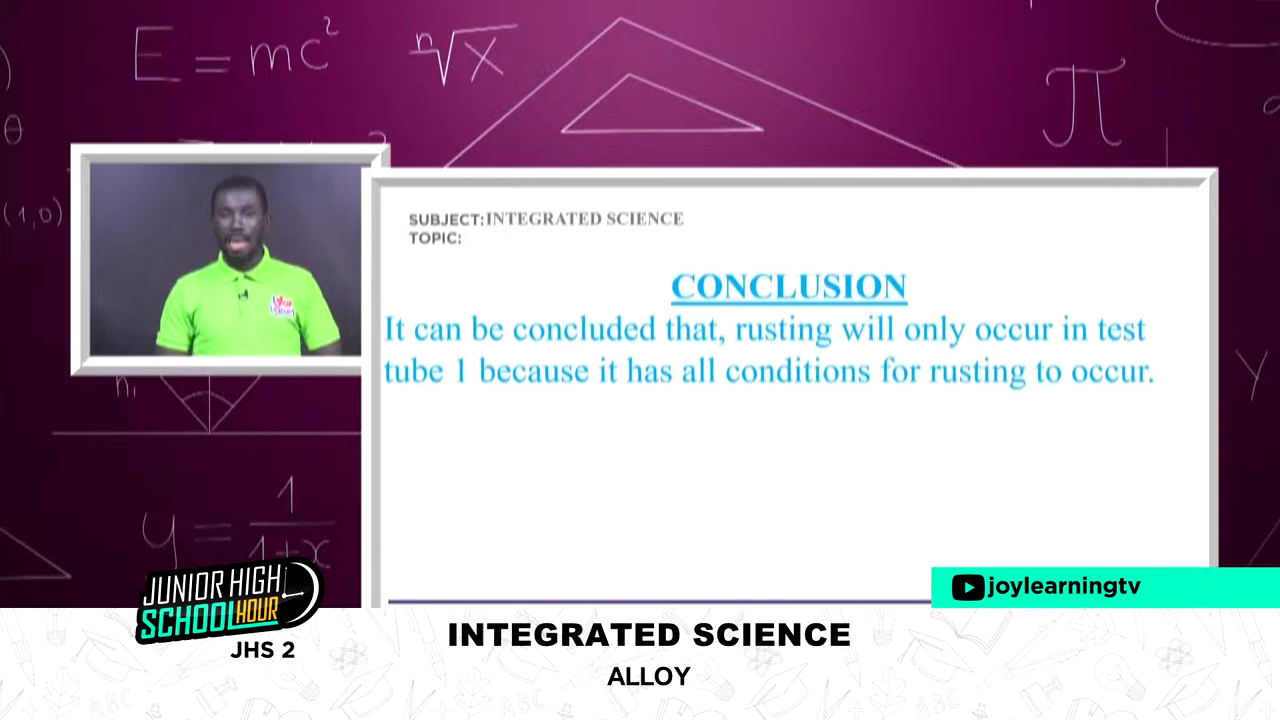 E = mc²
ⁿ√X
π
θ
(1,0)
SUBJECT:INTEGRATED SCIENCE
TOPIC:
CONCLUSION
It can be concluded that, rusting will only occur in test
tube 1 because it has all conditions for rusting to occur.
n₁
Y
y = 1/1+x
JUNIOR HIGH
SCHOOL HOUR
JHS 2
joylearningtv
INTEGRATED SCIENCE
ALLOY